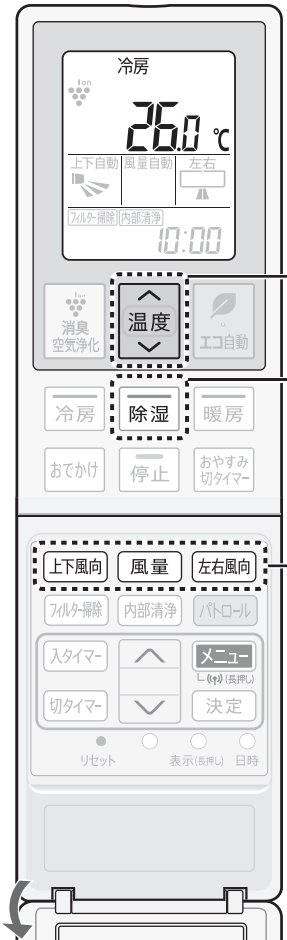 冷房
ion
26.0 ℃
上下自動 風量自動 左右
フィルター掃除 内部清浄
10:00
ion
消臭
空気浄化
温度
エコ自動
冷房 除湿 暖房
おでかけ 停止 おやすみ
切タイマー
上下風向 風量 左右風向
フィルター掃除 内部清浄 パトロール
入タイマー メニュー
(長押し)
切タイマー 決定
リセット 表示(長押し) 日時